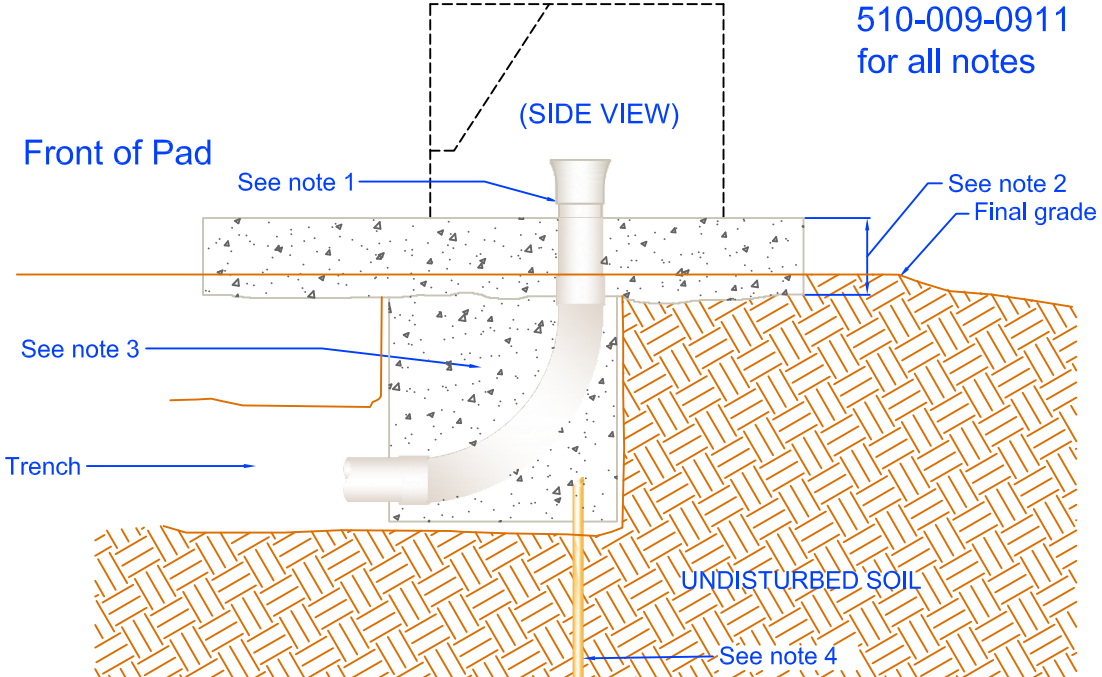 510-009-0911
for all notes
(SIDE VIEW)
Front of Pad
See note 1
See note 2
Final grade
See note 3
Trench
UNDISTURBED SOIL
See note 4